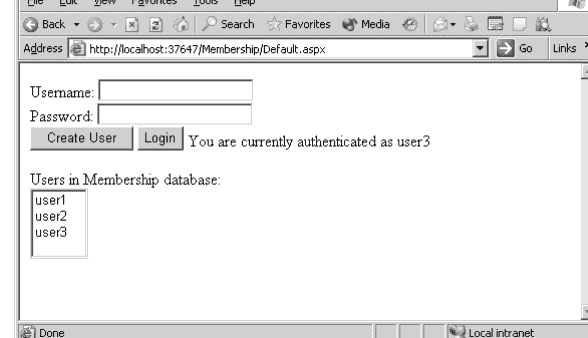 File Edit View Favorites Tools Help
Back Search Favorites Media
Address http://localhost:37647/Membership/Default.aspx Go Links
Username:
Password:
Create User Login You are currently authenticated as user3
Users in Membership database:
user1
user2
user3
Done Local intranet